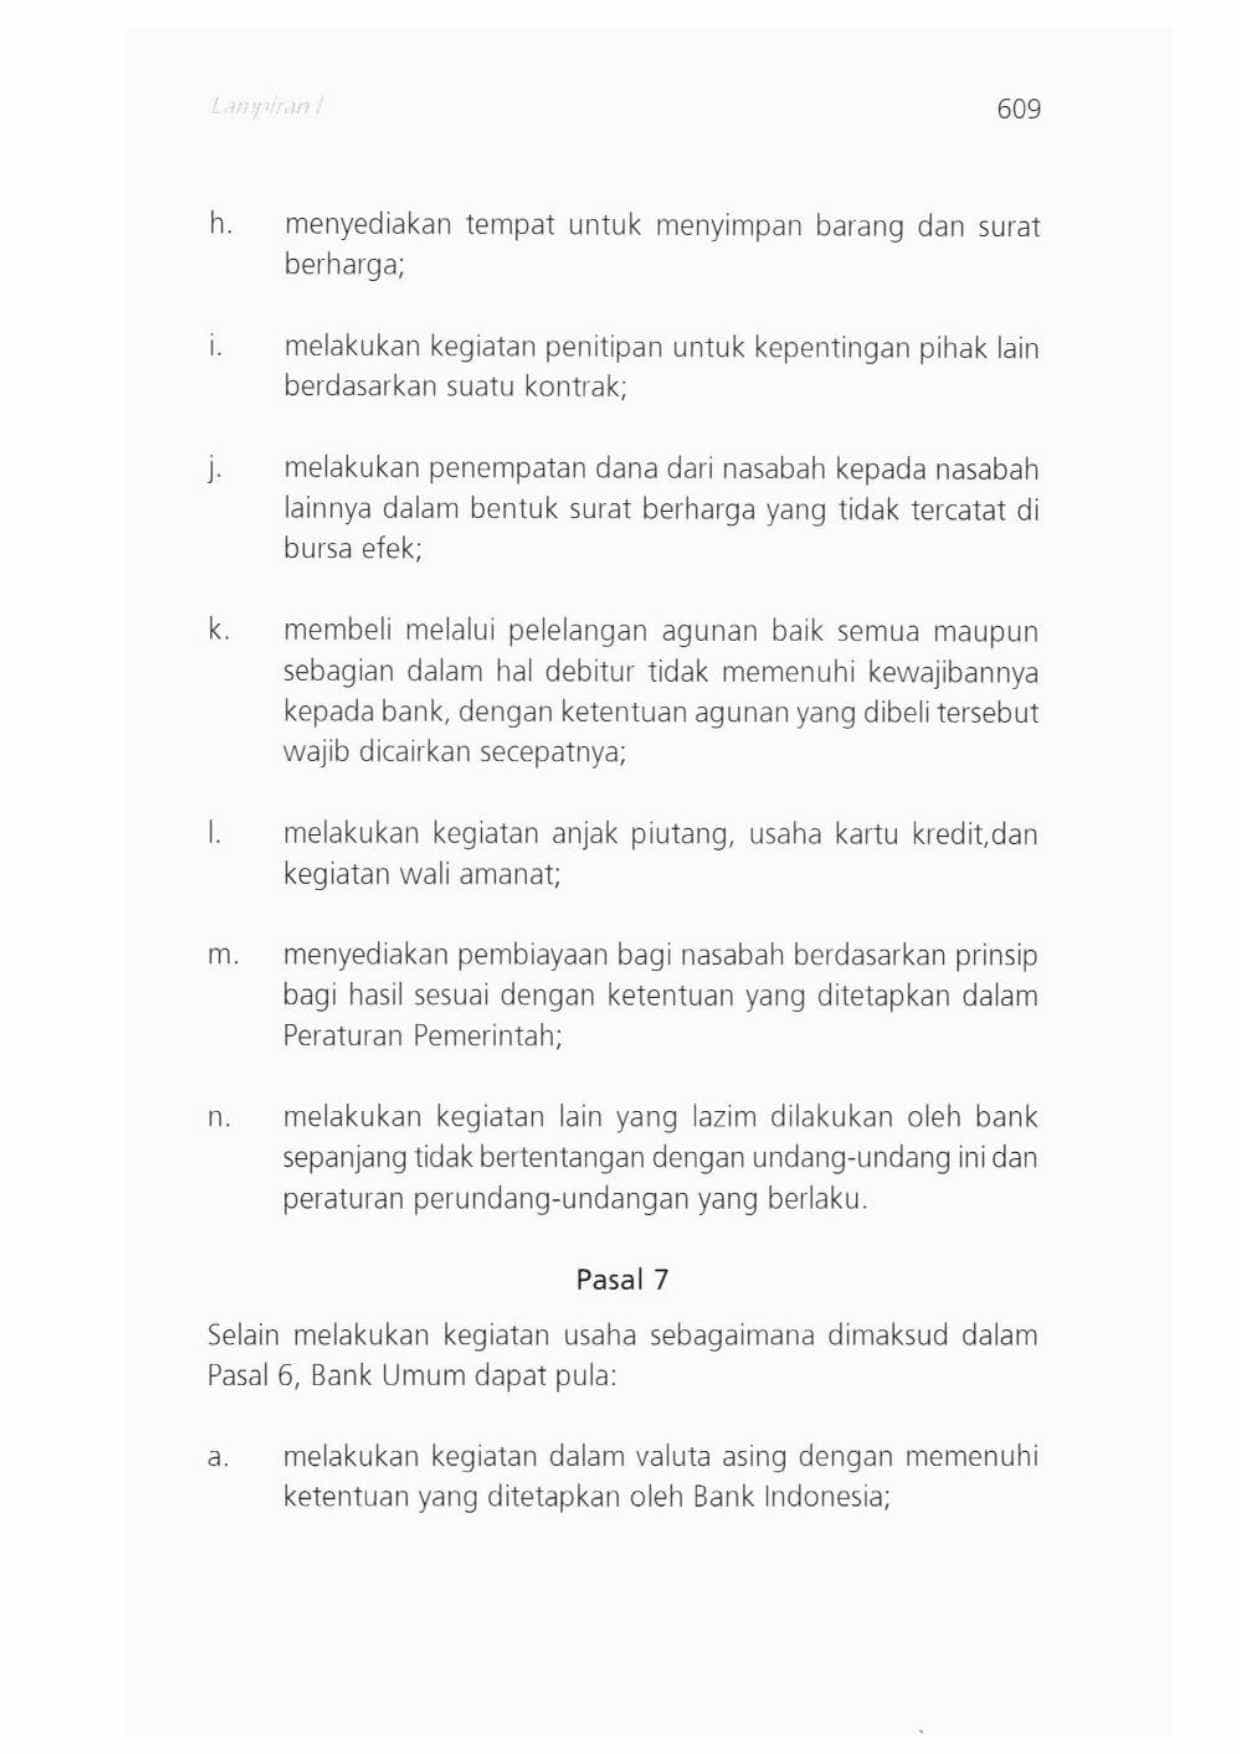 Lampiran I 609
h. menyediakan tempat untuk menyimpan barang dan surat
berharga;
i. melakukan kegiatan penitipan untuk kepentingan pihak lain
berdasarkan suatu kontrak;
j. melakukan penempatan dana dari nasabah kepada nasabah
lainnya dalam bentuk surat berharga yang tidak tercatat di
bursa efek;
k. membeli melalui pelelangan agunan baik semua maupun
sebagian dalam hal debitur tidak memenuhi kewajibannya
kepada bank, dengan ketentuan agunan yang dibeli tersebut
wajib dicairkan secepatnya;
l. melakukan kegiatan anjak piutang, usaha kartu kredit,dan
kegiatan wali amanat;
m. menyediakan pembiayaan bagi nasabah berdasarkan prinsip
bagi hasil sesuai dengan ketentuan yang ditetapkan dalam
Peraturan Pemerintah;
n. melakukan kegiatan lain yang lazim dilakukan oleh bank
sepanjang tidak bertentangan dengan undang-undang ini dan
peraturan perundang-undangan yang berlaku.
Pasal 7
Selain melakukan kegiatan usaha sebagaimana dimaksud dalam
Pasal 6, Bank Umum dapat pula:
a. melakukan kegiatan dalam valuta asing dengan memenuhi
ketentuan yang ditetapkan oleh Bank Indonesia;